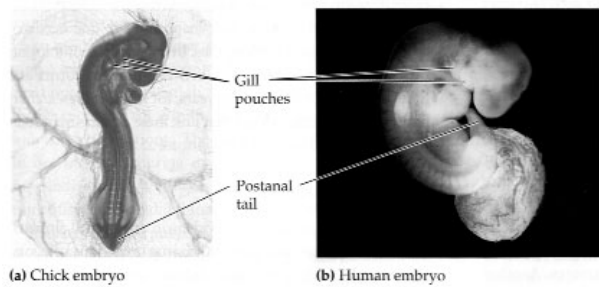 Gill
pouches
Postanal
tail
(a) Chick embryo
(b) Human embryo